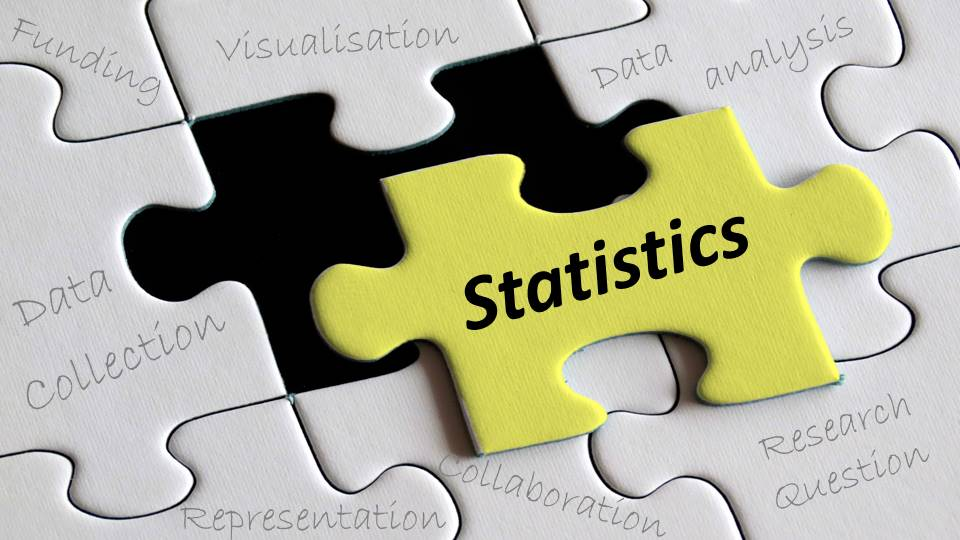 Funding
Visualisation
Data analysis
Statistics
Data
Collection
Research
Question
Collaboration
Representation